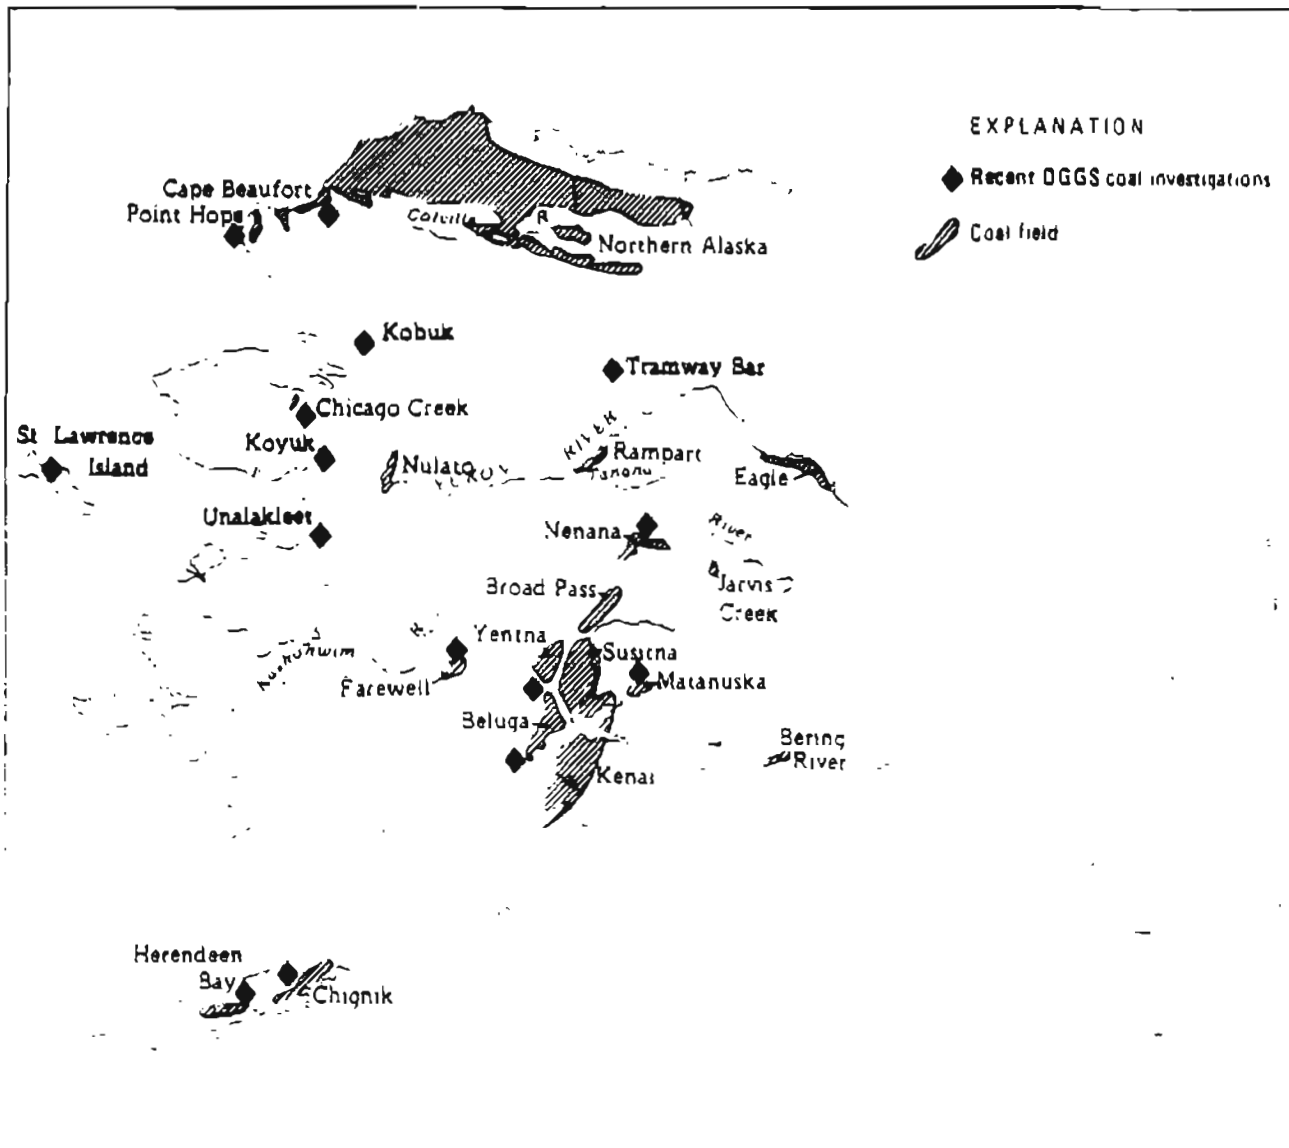 EXPLANATION
Recent DGGS coal investigations
Coal field
Cape Beaufort
Point Hope
Colville
R
Northern Alaska
Kobuk
Tramway Bar
Chicago Creek
St Lawrence
Island
Koyuk
Nulato
YUKON
RIVER
Rampart
Tanana
River
Eagle
Unalakleet
Nenana
Jarvis
Creek
Broad Pass
Yentna
Susitna
Kuskokwim
R.
Farewell
Matanuska
Beluga
Bering
River
Kenai
Herendeen
Bay
Chignik